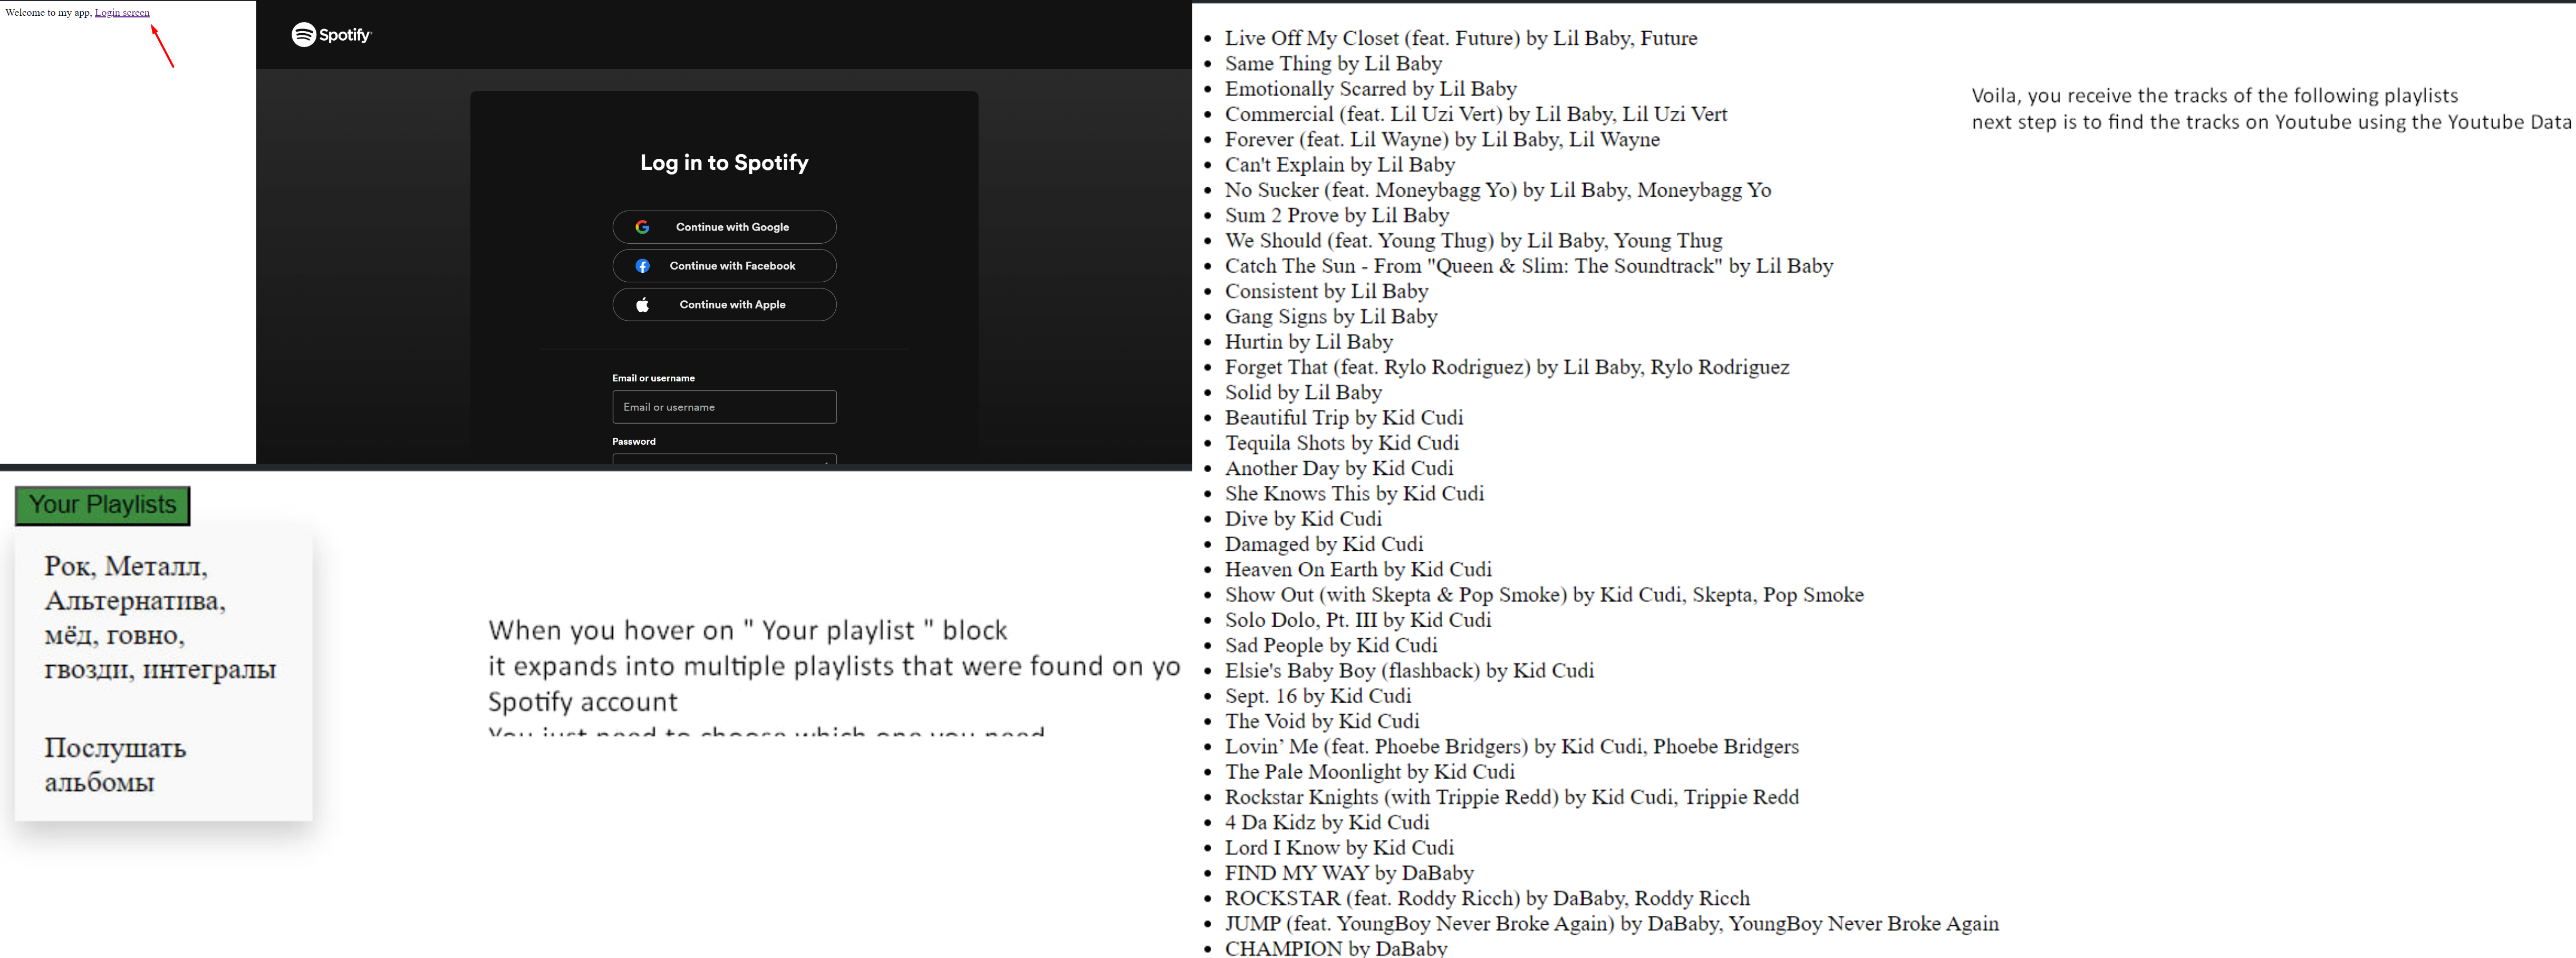 Welcome to my app, Login screen
Spotify
Log in to Spotify
Continue with Google
Continue with Facebook
Continue with Apple
Email or username
Email or username
Password
Your Playlists
Рок, Металл,
Альтернатива,
мёд, говно,
гвозди, интегралы
Послушать
альбомы
When you hover on " Your playlist " block
it expands into multiple playlists that were found on yo
Spotify account
You just need to choose which one you need
Live Off My Closet (feat. Future) by Lil Baby, Future
Same Thing by Lil Baby
Emotionally Scarred by Lil Baby
Commercial (feat. Lil Uzi Vert) by Lil Baby, Lil Uzi Vert
Forever (feat. Lil Wayne) by Lil Baby, Lil Wayne
Can't Explain by Lil Baby
No Sucker (feat. Moneybagg Yo) by Lil Baby, Moneybagg Yo
Sum 2 Prove by Lil Baby
We Should (feat. Young Thug) by Lil Baby, Young Thug
Catch The Sun - From "Queen & Slim: The Soundtrack" by Lil Baby
Consistent by Lil Baby
Gang Signs by Lil Baby
Hurtin by Lil Baby
Forget That (feat. Rylo Rodriguez) by Lil Baby, Rylo Rodriguez
Solid by Lil Baby
Beautiful Trip by Kid Cudi
Tequila Shots by Kid Cudi
Another Day by Kid Cudi
She Knows This by Kid Cudi
Dive by Kid Cudi
Damaged by Kid Cudi
Heaven On Earth by Kid Cudi
Show Out (with Skepta & Pop Smoke) by Kid Cudi, Skepta, Pop Smoke
Solo Dolo, Pt. III by Kid Cudi
Sad People by Kid Cudi
Elsie's Baby Boy (flashback) by Kid Cudi
Sept. 16 by Kid Cudi
The Void by Kid Cudi
Lovin’ Me (feat. Phoebe Bridgers) by Kid Cudi, Phoebe Bridgers
The Pale Moonlight by Kid Cudi
Rockstar Knights (with Trippie Redd) by Kid Cudi, Trippie Redd
4 Da Kidz by Kid Cudi
Lord I Know by Kid Cudi
FIND MY WAY by DaBaby
ROCKSTAR (feat. Roddy Ricch) by DaBaby, Roddy Ricch
JUMP (feat. YoungBoy Never Broke Again) by DaBaby, YoungBoy Never Broke Again
CHAMPION by DaBaby
Voila, you receive the tracks of the following playlists
next step is to find the tracks on Youtube using the Youtube Data